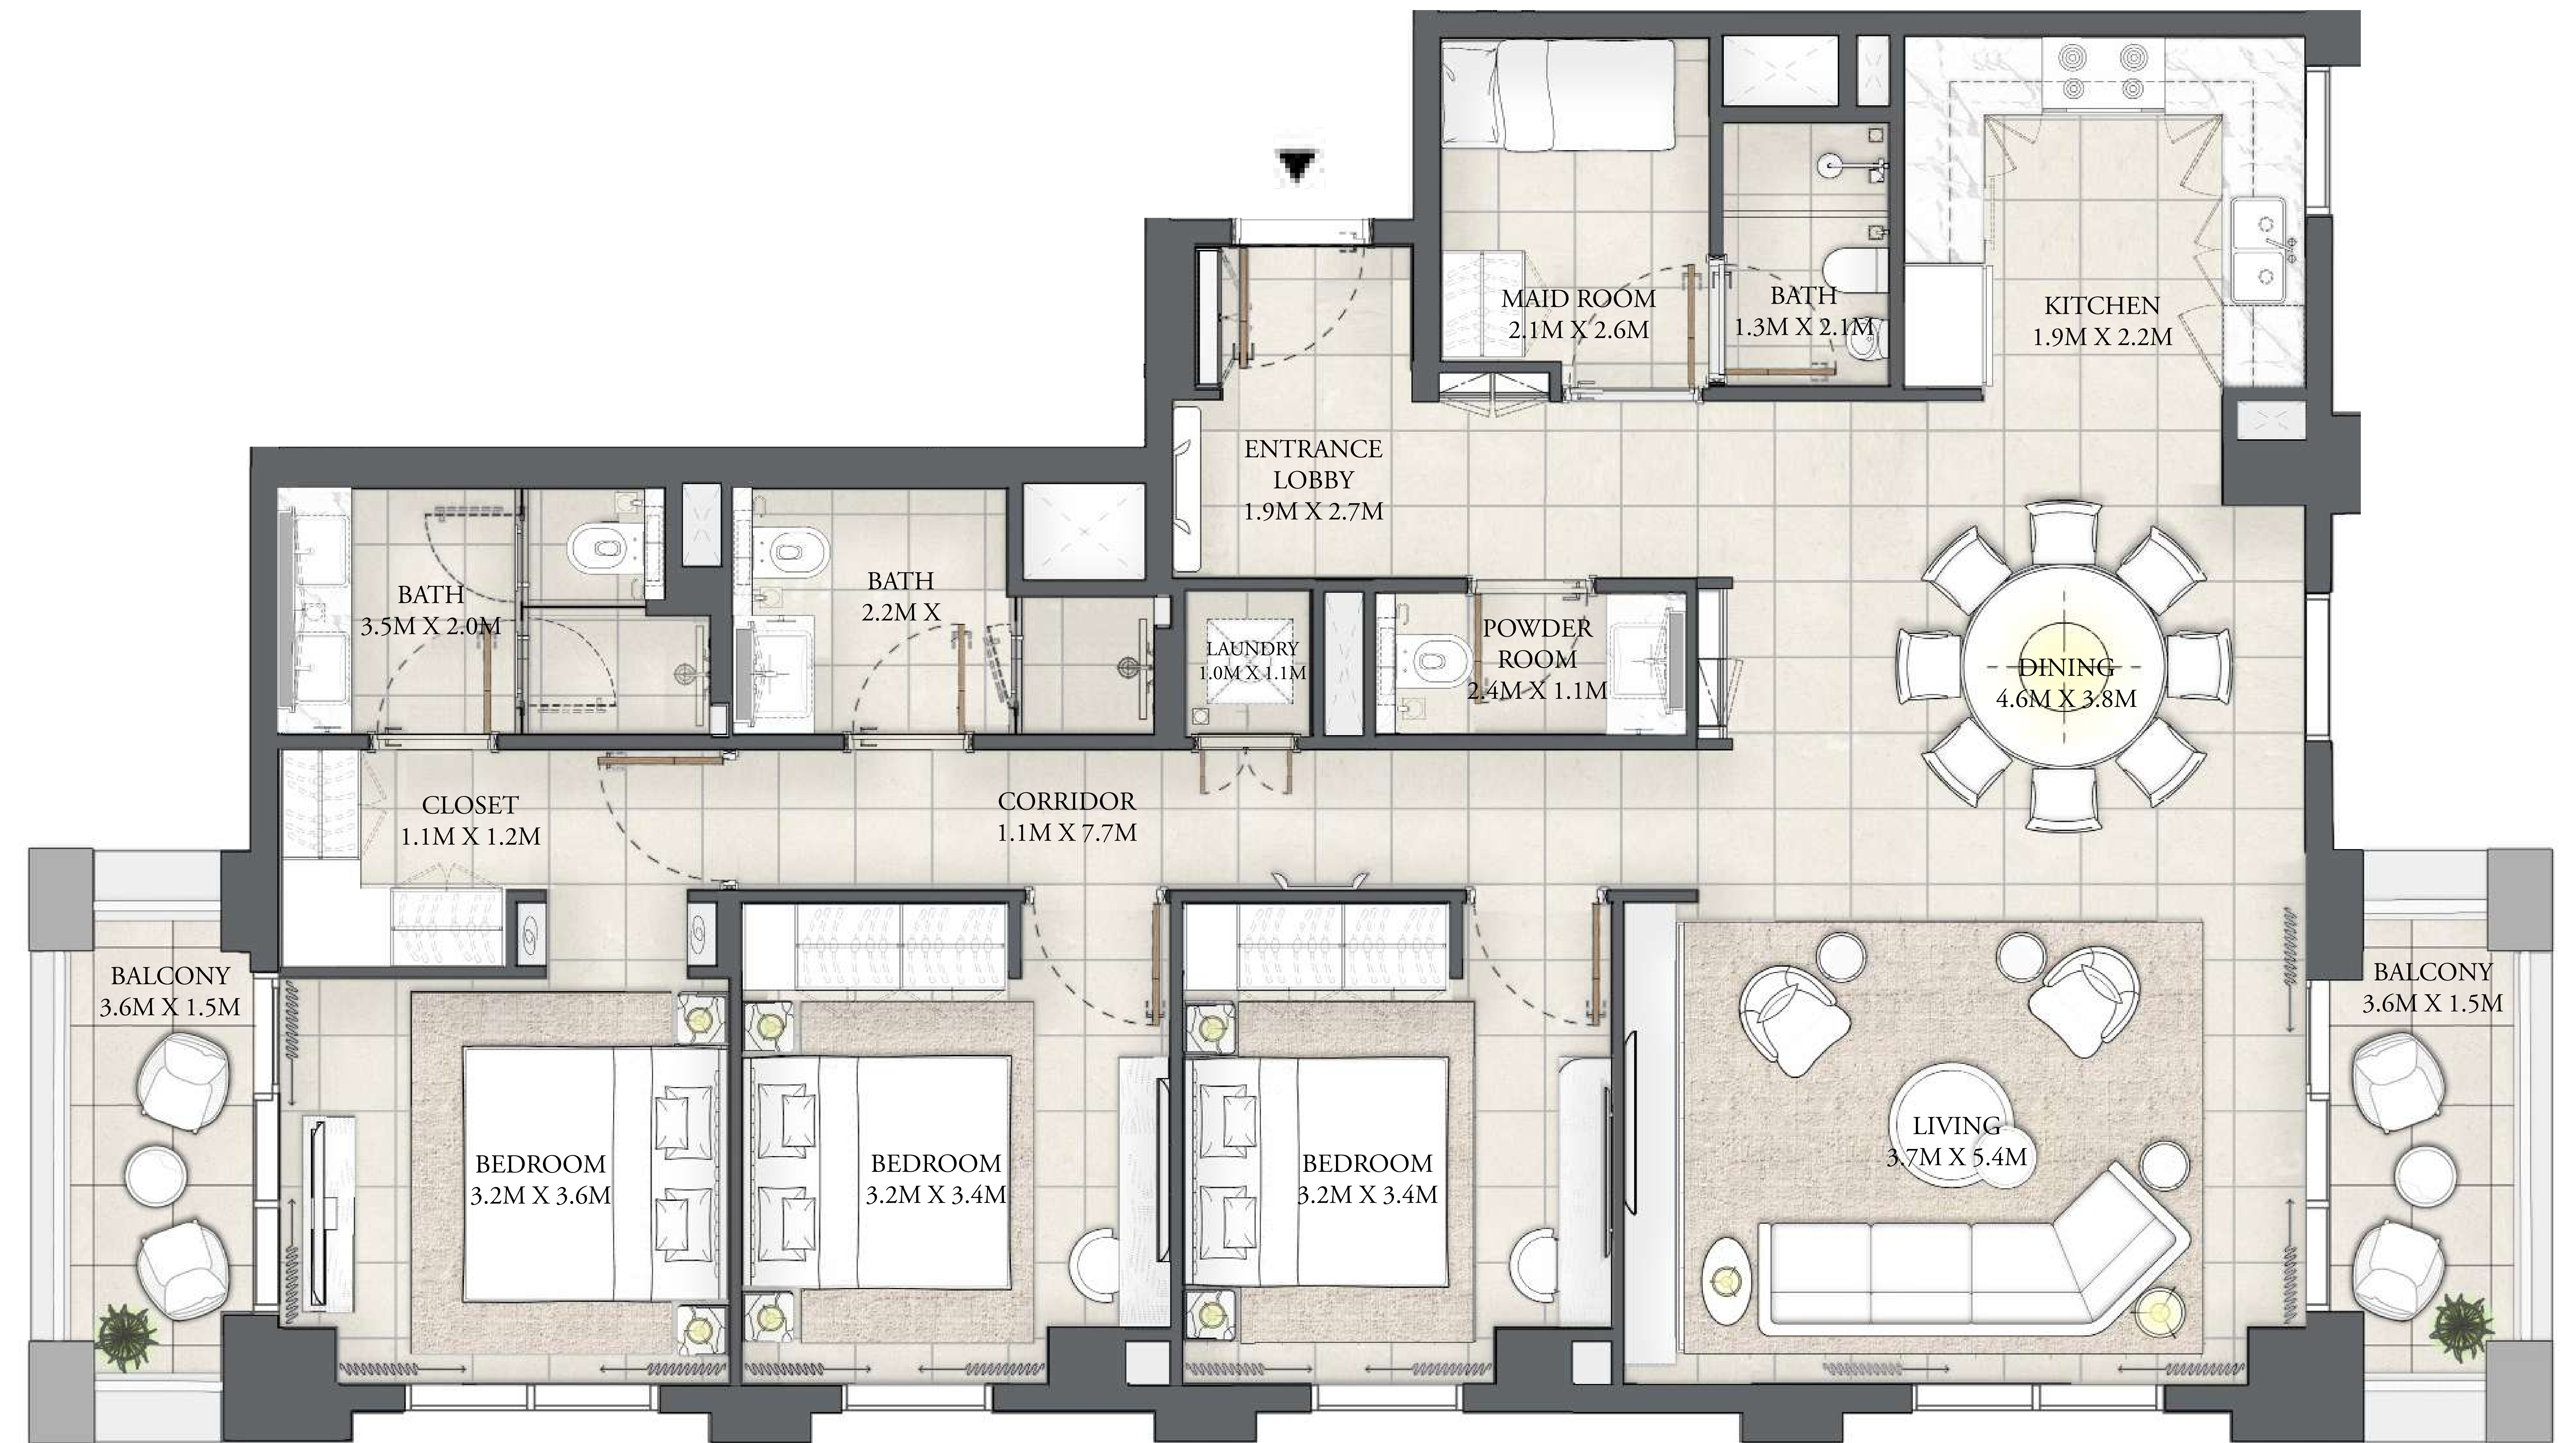 MAID ROOM
2.1M X 2.6M
BATH
1.3M X 2.1M
KITCHEN
1.9M X 2.2M
ENTRANCE
LOBBY
1.9M X 2.7M
BATH
3.5M X 2.0M
BATH
2.2M X
LAUNDRY
1.0M X 1.1M
POWDER
ROOM
2.4M X 1.1M
DINING
4.6M X 3.8M
CLOSET
1.1M X 1.2M
CORRIDOR
1.1M X 7.7M
BALCONY
3.6M X 1.5M
BALCONY
3.6M X 1.5M
BEDROOM
3.2M X 3.6M
BEDROOM
3.2M X 3.4M
BEDROOM
3.2M X 3.4M
LIVING
3.7M X 5.4M